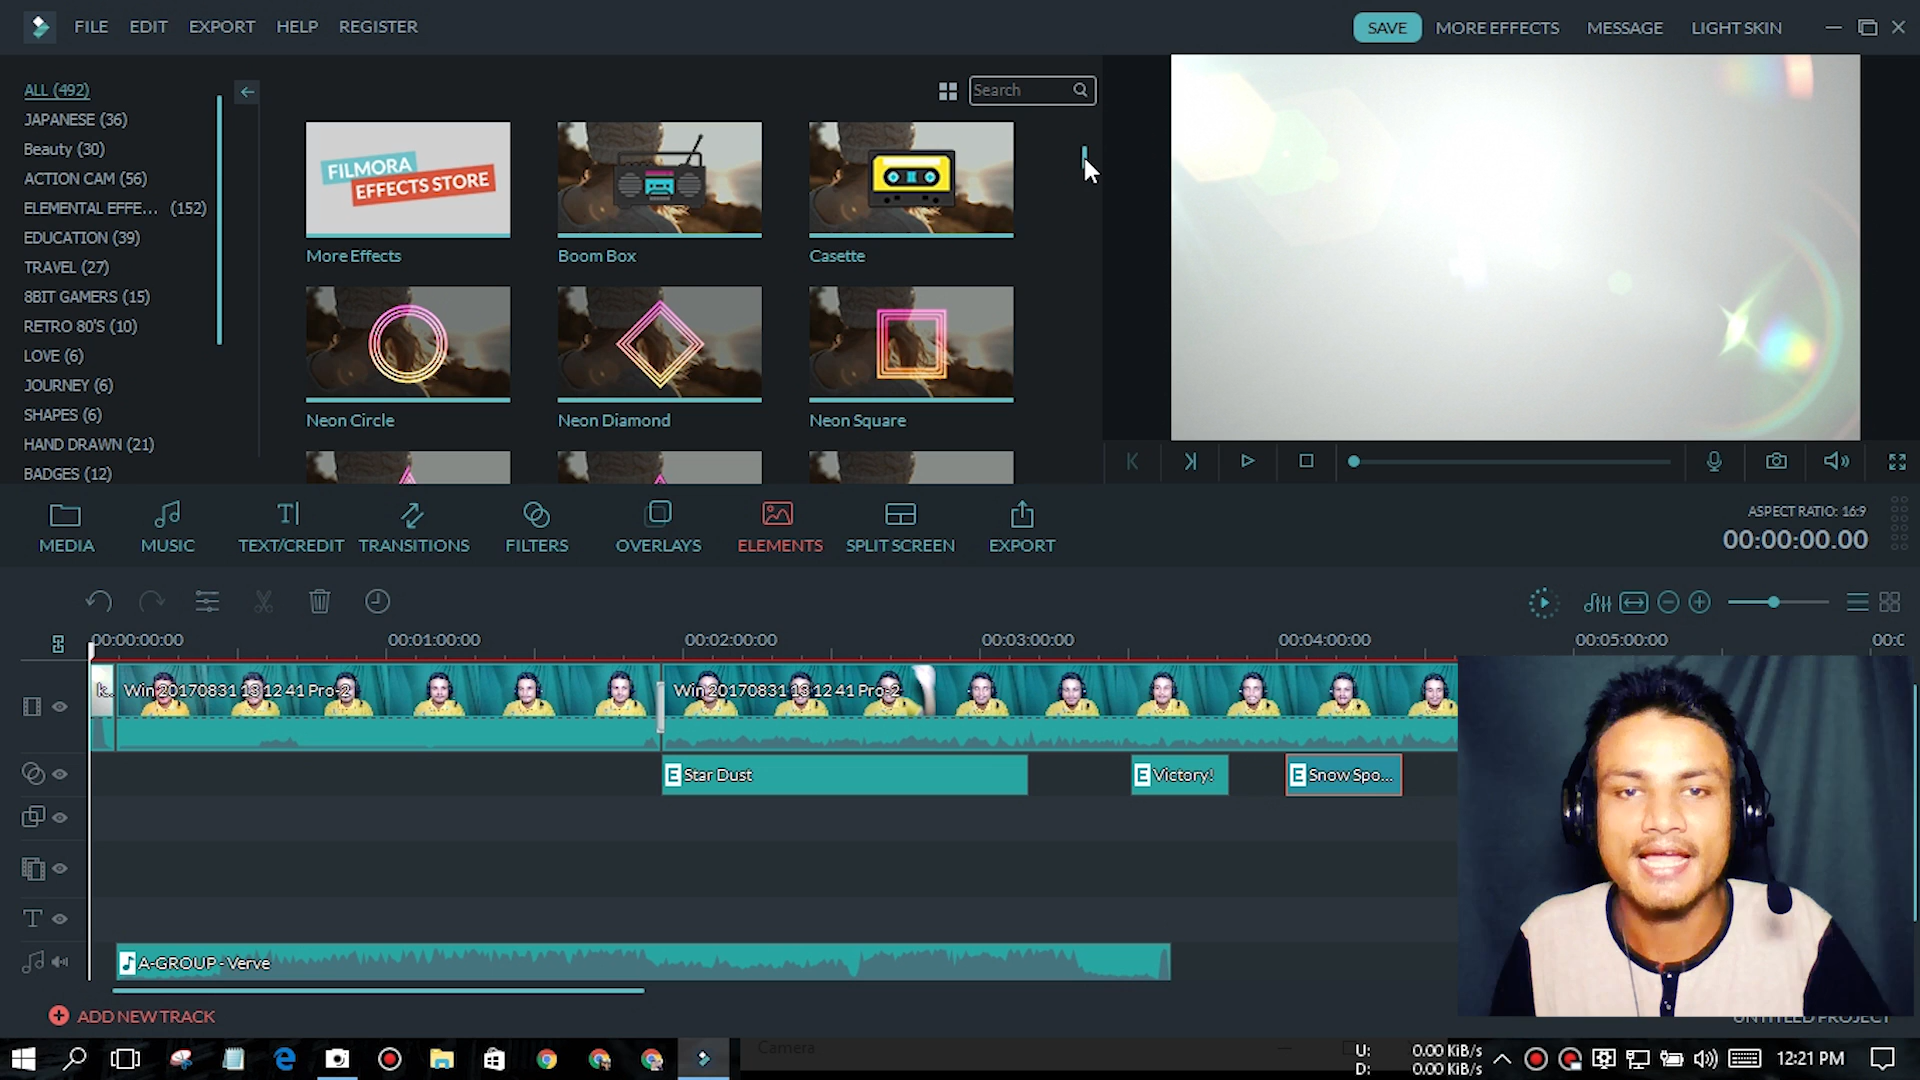 FILE EDIT EXPORT HELP REGISTER
SAVE MORE EFFECTS MESSAGE LIGHT SKIN
ALL (492)
JAPANESE (36)
Beauty (30)
ACTION CAM (56)
ELEMENTAL EFFE... (152)
EDUCATION (39)
TRAVEL (27)
8BIT GAMERS (15)
RETRO 80'S (10)
LOVE (6)
JOURNEY (6)
SHAPES (6)
HAND DRAWN (21)
BADGES (12)
Search
FILMORA
EFFECTS STORE
More Effects Boom Box Casette
Neon Circle Neon Diamond Neon Square
MEDIA MUSIC TEXT/CREDIT TRANSITIONS FILTERS OVERLAYS ELEMENTS SPLIT SCREEN EXPORT
ASPECT RATIO: 16:9
00:00:00.00
00:00:00:00 00:01:00:00 00:02:00:00 00:03:00:00 00:04:00:00 00:05:00:00 00:0
k.. Win 20170831 13 12 41 Pro-2 Win 20170831 13 12 41 Pro-2
E Star Dust E Victory! E Snow Spo...
A-GROUP - Verve
ADD NEW TRACK
UNTITLED PROJECT
Camera
U: 0.00 KiB/s
D: 0.00 KiB/s
12:21 PM